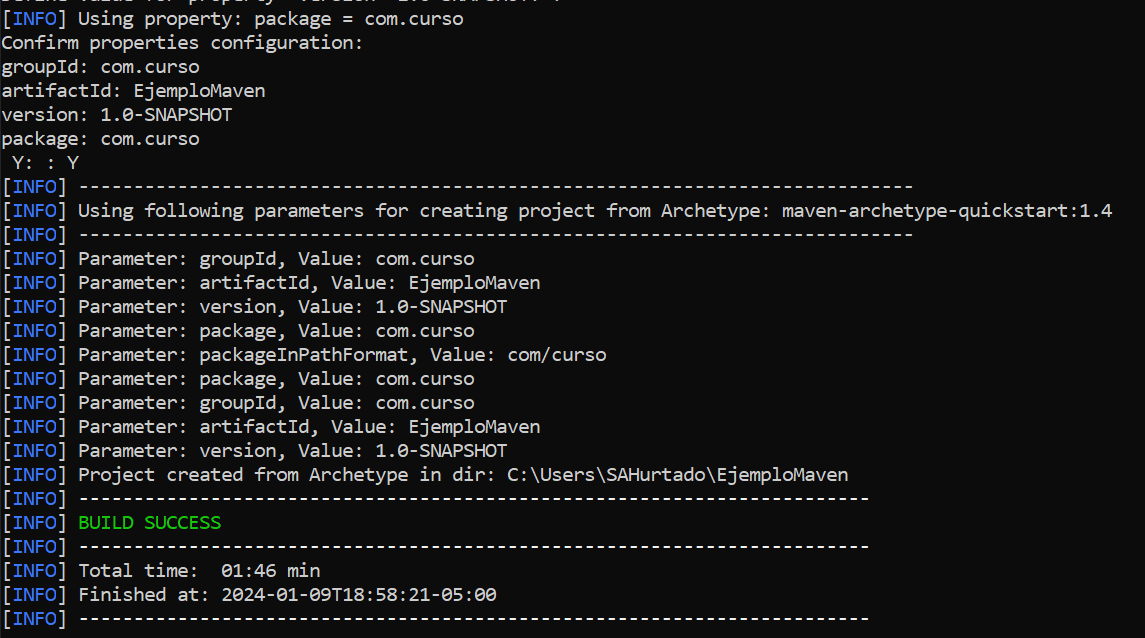 [INFO] Using property: package = com.curso
Confirm properties configuration:
groupId: com.curso
artifactId: EjemploMaven
version: 1.0-SNAPSHOT
package: com.curso
 Y: : Y
[INFO] ----------------------------------------------------------------------------
[INFO] Using following parameters for creating project from Archetype: maven-archetype-quickstart:1.4
[INFO] ----------------------------------------------------------------------------
[INFO] Parameter: groupId, Value: com.curso
[INFO] Parameter: artifactId, Value: EjemploMaven
[INFO] Parameter: version, Value: 1.0-SNAPSHOT
[INFO] Parameter: package, Value: com.curso
[INFO] Parameter: packageInPathFormat, Value: com/curso
[INFO] Parameter: package, Value: com.curso
[INFO] Parameter: groupId, Value: com.curso
[INFO] Parameter: artifactId, Value: EjemploMaven
[INFO] Parameter: version, Value: 1.0-SNAPSHOT
[INFO] Project created from Archetype in dir: C:\Users\SAHurtado\EjemploMaven
[INFO] ------------------------------------------------------------------------
[INFO] BUILD SUCCESS
[INFO] ------------------------------------------------------------------------
[INFO] Total time:  01:46 min
[INFO] Finished at: 2024-01-09T18:58:21-05:00
[INFO] ------------------------------------------------------------------------